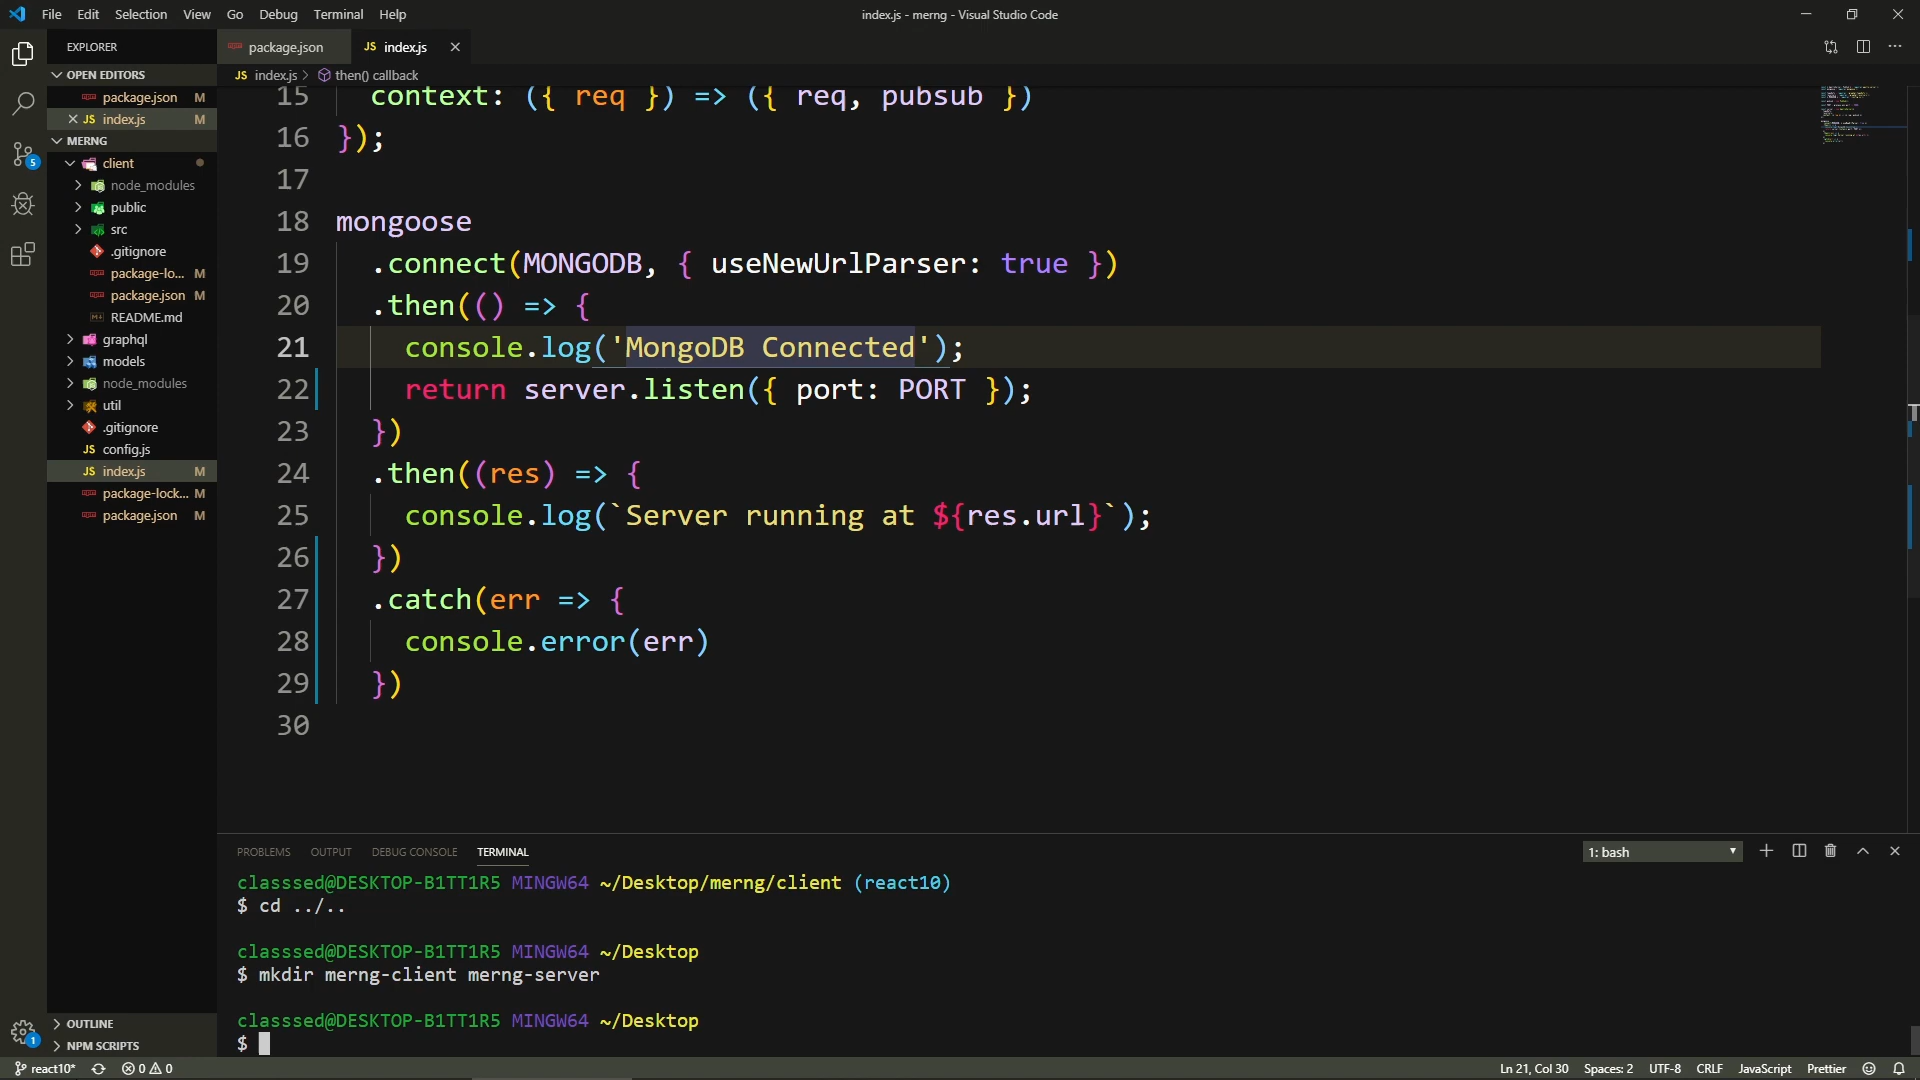 File Edit Selection View Go Debug Terminal Help
index.js - merng - Visual Studio Code
EXPLORER
OPEN EDITORS
package.json M
JS index.js M
MERNG
client
node_modules
public
src
.gitignore
package-lo... M
package.json M
README.md
graphql
models
node_modules
util
.gitignore
JS config.js
JS index.js M
package-lock... M
package.json M
OUTLINE
NPM SCRIPTS
package.json
JS index.js
JS index.js > then() callback
15 context: ({ req }) => ({ req, pubsub })
16 });
17
18 mongoose
19 .connect(MONGODB, { useNewUrlParser: true })
20 .then(() => {
21 console.log('MongoDB Connected');
22 return server.listen({ port: PORT });
23 })
24 .then((res) => {
25 console.log(`Server running at ${res.url}`);
26 })
27 .catch(err => {
28 console.error(err)
29 })
30
PROBLEMS OUTPUT DEBUG CONSOLE TERMINAL
1: bash
classsed@DESKTOP-B1TT1R5 MINGW64 ~/Desktop/merng/client (react10)
$ cd ../..
classsed@DESKTOP-B1TT1R5 MINGW64 ~/Desktop
$ mkdir merng-client merng-server
classsed@DESKTOP-B1TT1R5 MINGW64 ~/Desktop
$
5
1
react10* 0 0
Ln 21, Col 30 Spaces: 2 UTF-8 CRLF JavaScript Prettier